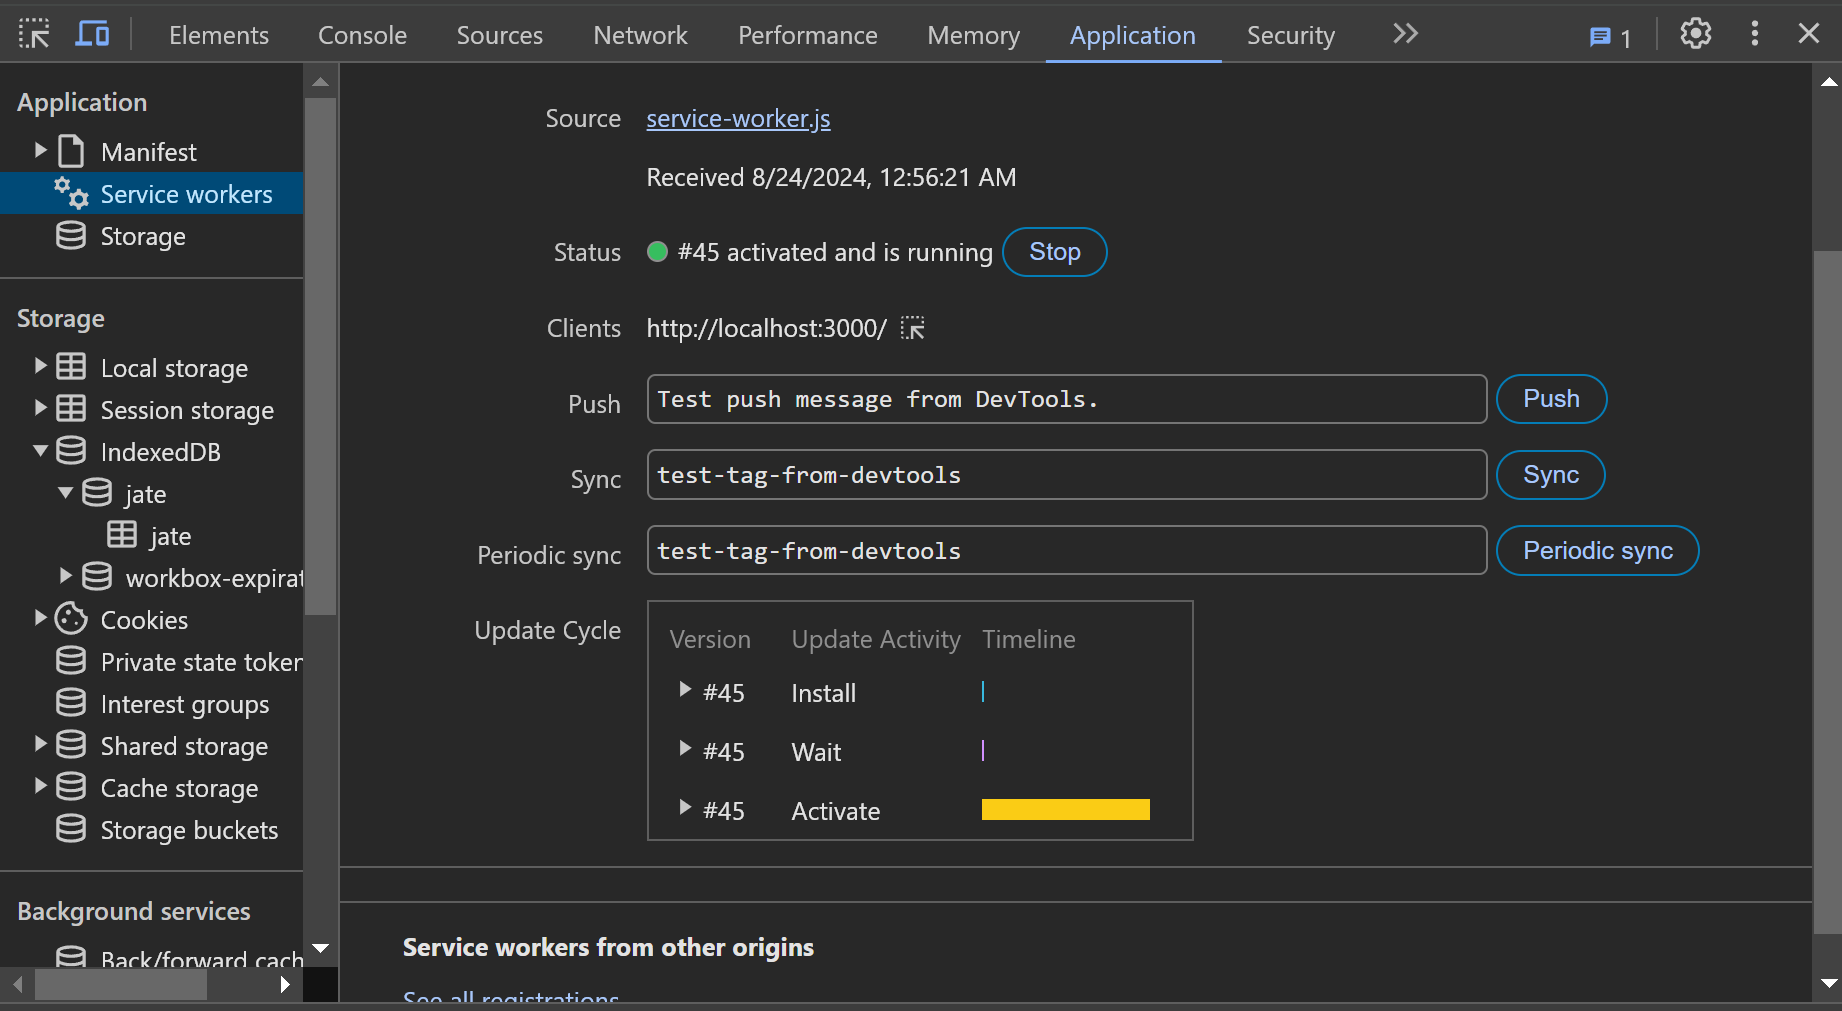 Elements Console Sources Network Performance Memory Application Security 1
Application
Manifest
Service workers
Storage
Storage
Local storage
Session storage
IndexedDB
jate
jate
workbox-expirat
Cookies
Private state token
Interest groups
Shared storage
Cache storage
Storage buckets
Background services
Back/forward cach
Source service-worker.js
Received 8/24/2024, 12:56:21 AM
Status #45 activated and is running Stop
Clients http://localhost:3000/
Push Test push message from DevTools. Push
Sync test-tag-from-devtools Sync
Periodic sync test-tag-from-devtools Periodic sync
Update Cycle
Version Update Activity Timeline
#45 Install
#45 Wait
#45 Activate
Service workers from other origins
See all registrations